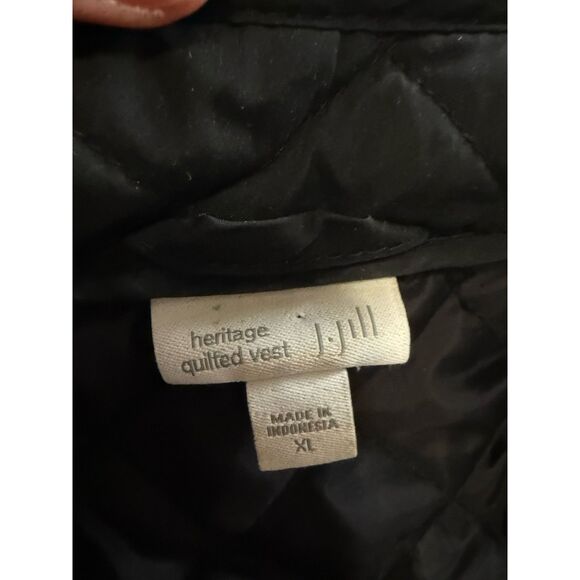 heritage
quilted vest
J.Jill
MADE IN
INDONESIA
XL